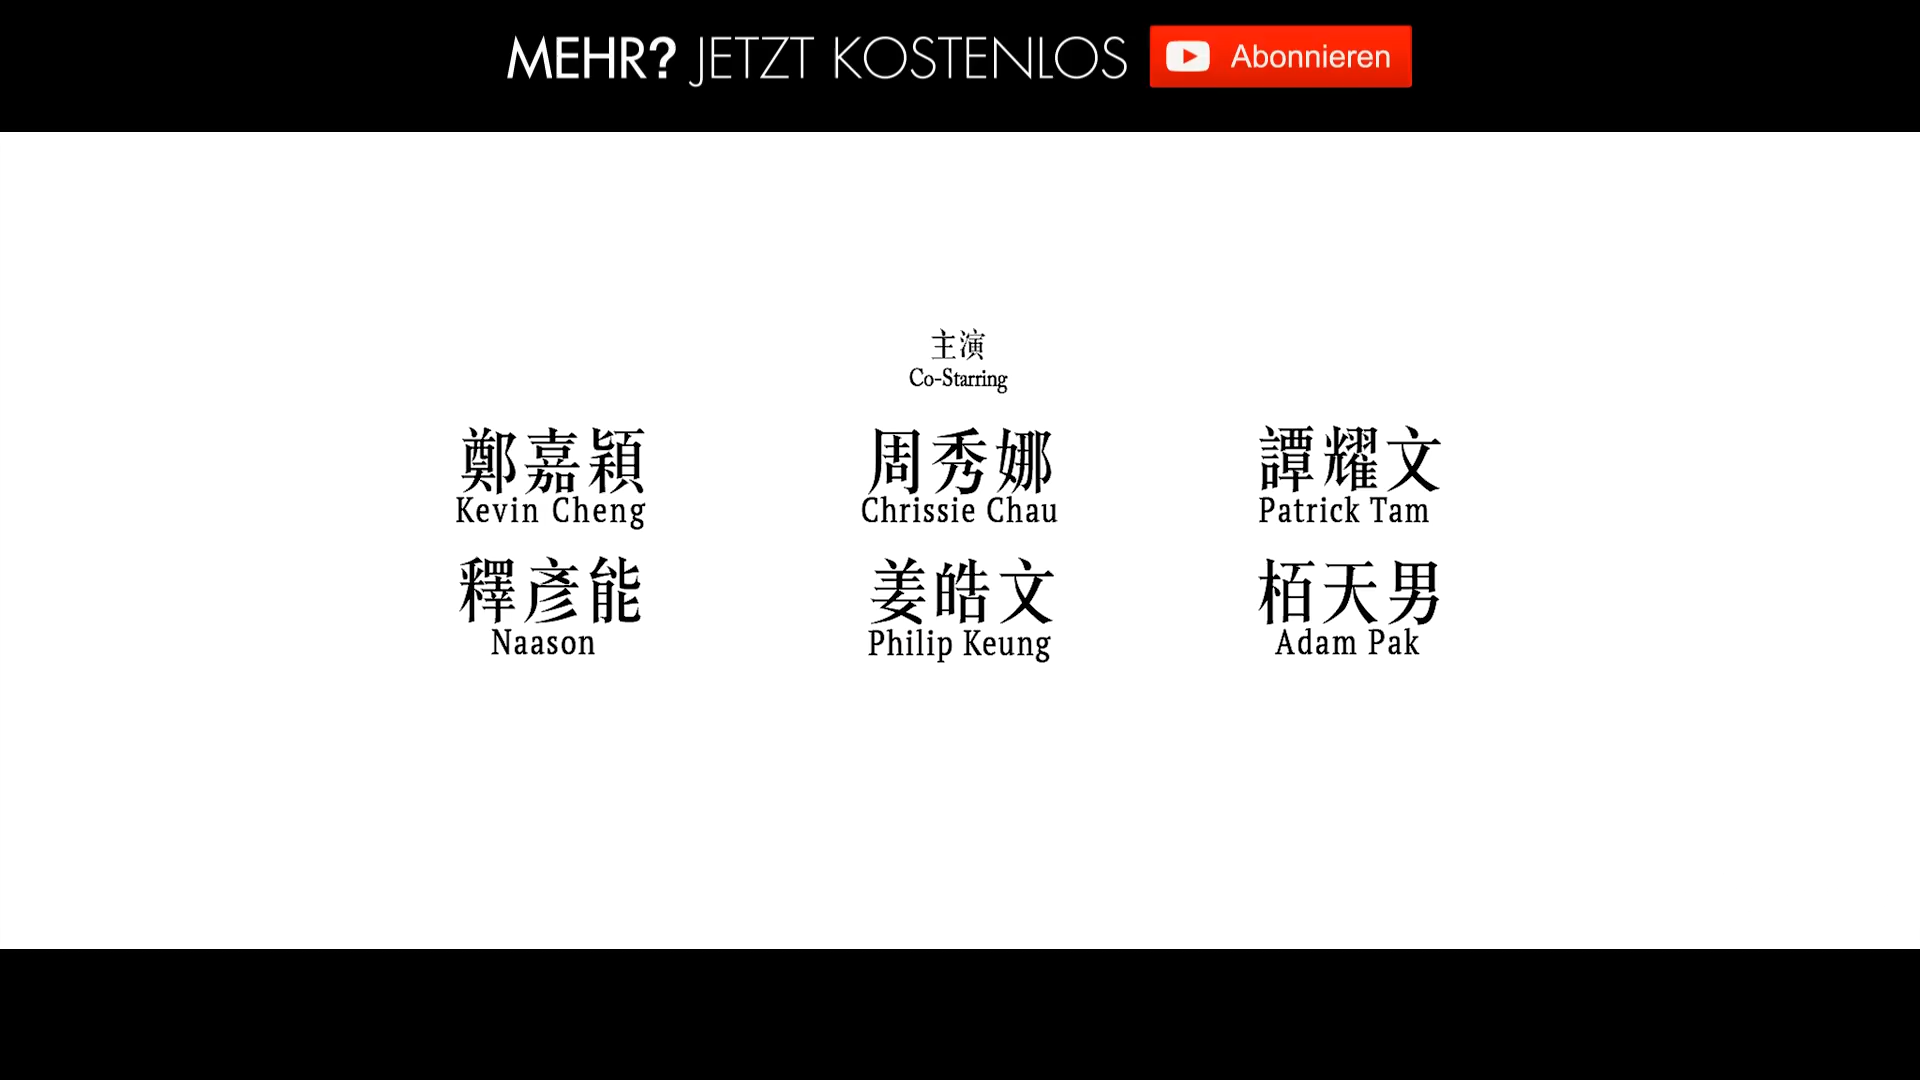 MEHR? JETZT KOSTENLOS Abonnieren
主演
Co-Starring
鄭嘉穎 周秀娜 譚耀文
Kevin Cheng Chrissie Chau Patrick Tam
釋彥能 姜皓文 栢天男
Naason Philip Keung Adam Pak